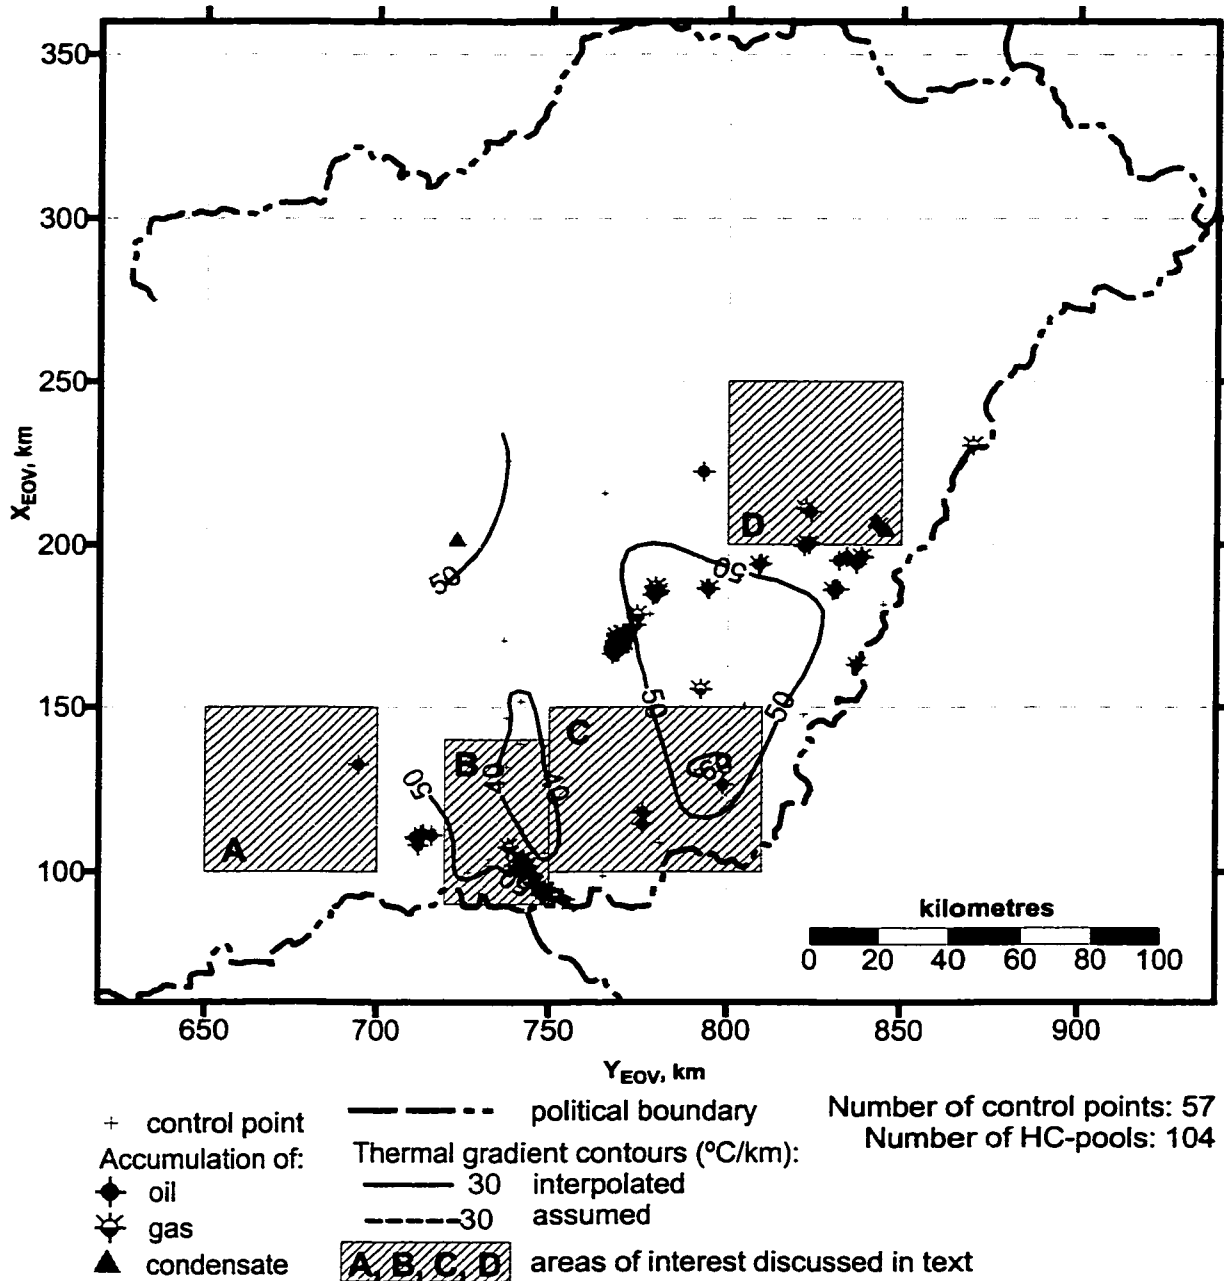 350
300
250
200
150
100
X EOV, km
D
50
50
50
50
C
B
40
40
50
A
kilometres
0 20 40 60 80 100
650 700 750 800 850 900
Y EOV, km
+ control point
political boundary
Number of control points: 57
Number of HC-pools: 104
Accumulation of:
Thermal gradient contours (ºC/km):
oil
30 interpolated
gas
30 assumed
condensate
A, B, C, D areas of interest discussed in text